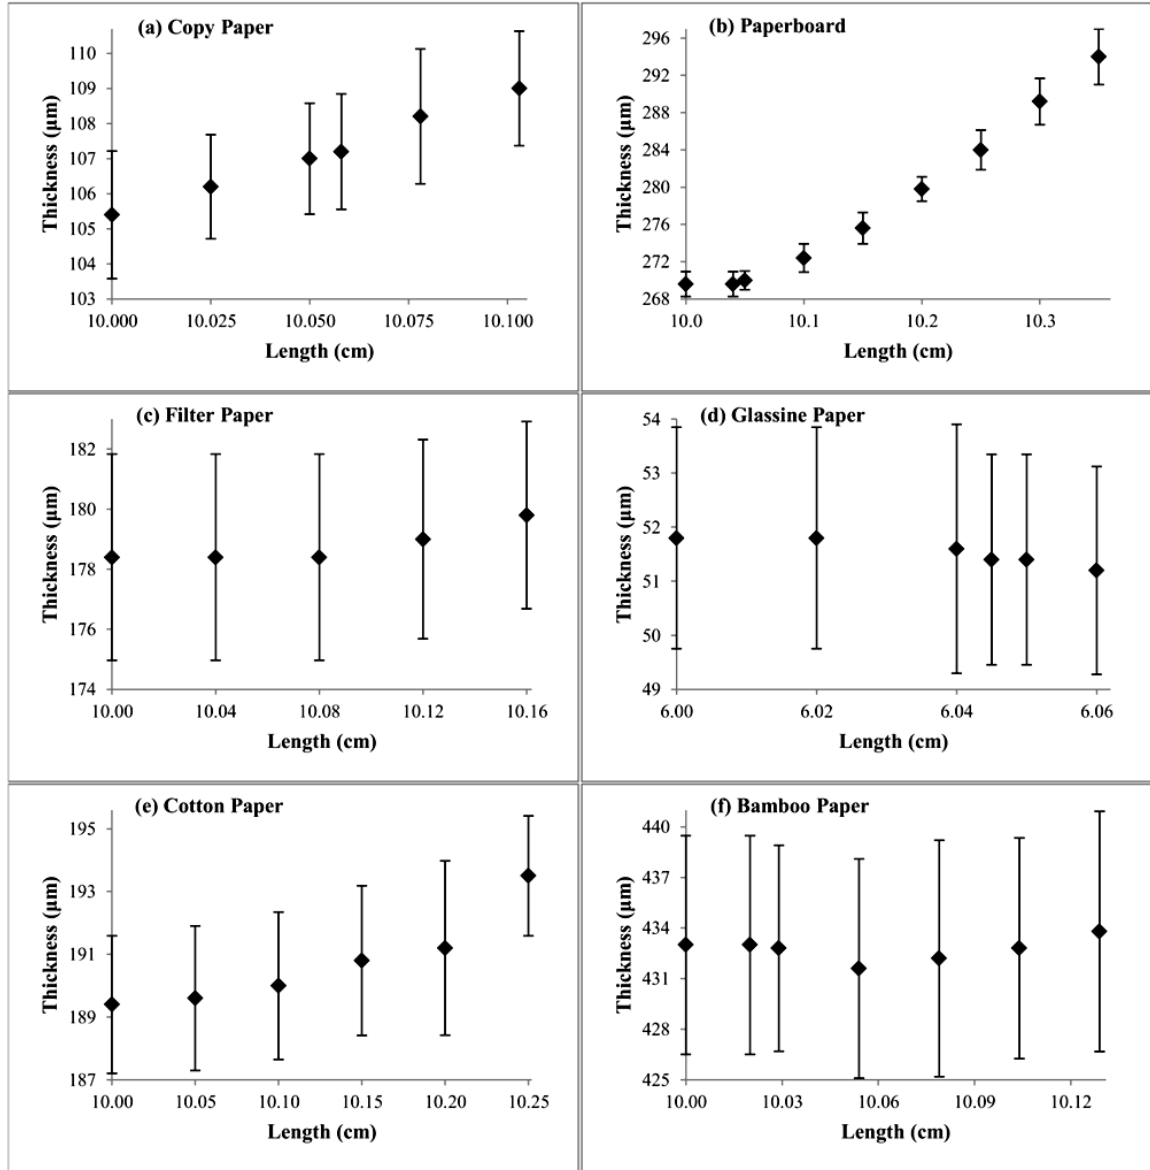 (a) Copy Paper
Thickness (µm)
110
109
108
107
106
105
104
103
10.000 10.025 10.050 10.075 10.100
Length (cm)
(b) Paperboard
Thickness (µm)
296
292
288
284
280
276
272
268
10.0 10.1 10.2 10.3
Length (cm)
(c) Filter Paper
Thickness (µm)
182
180
178
176
174
10.00 10.04 10.08 10.12 10.16
Length (cm)
(d) Glassine Paper
Thickness (µm)
54
53
52
51
50
49
6.00 6.02 6.04 6.06
Length (cm)
(e) Cotton Paper
Thickness (µm)
195
193
191
189
187
10.00 10.05 10.10 10.15 10.20 10.25
Length (cm)
(f) Bamboo Paper
Thickness (µm)
440
437
434
431
428
425
10.00 10.03 10.06 10.09 10.12
Length (cm)